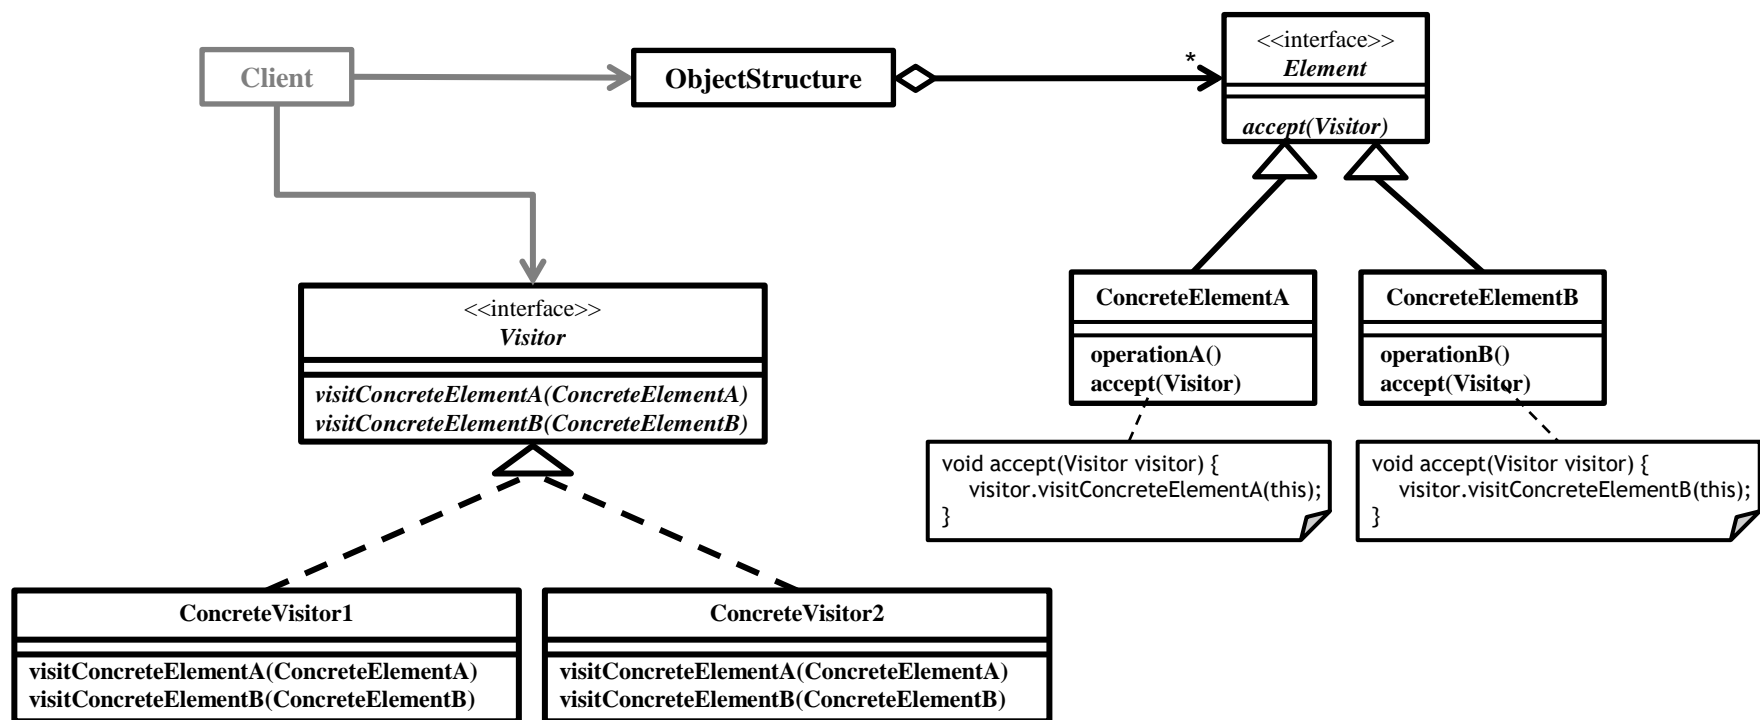 Client
ObjectStructure
*
<<interface>>
Element
accept(Visitor)
<<interface>>
Visitor
visitConcreteElementA(ConcreteElementA)
visitConcreteElementB(ConcreteElementB)
ConcreteElementA
operationA()
accept(Visitor)
ConcreteElementB
operationB()
accept(Visitor)
void accept(Visitor visitor) {
visitor.visitConcreteElementA(this);
}
void accept(Visitor visitor) {
visitor.visitConcreteElementB(this);
}
ConcreteVisitor1
visitConcreteElementA(ConcreteElementA)
visitConcreteElementB(ConcreteElementB)
ConcreteVisitor2
visitConcreteElementA(ConcreteElementA)
visitConcreteElementB(ConcreteElementB)